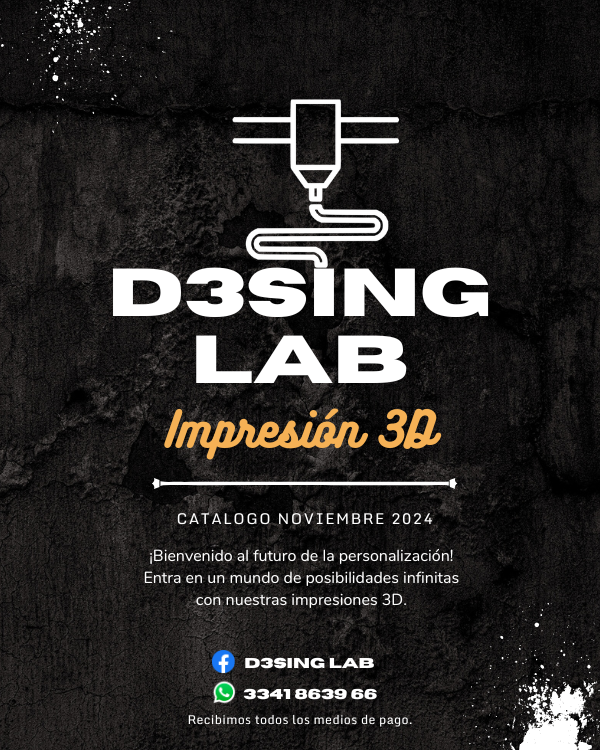 D3SING
LAB
Impresión 3D
CATALOGO NOVIEMBRE 2024
¡Bienvenido al futuro de la personalización!
Entra en un mundo de posibilidades infinitas
con nuestras impresiones 3D.
D3SING LAB
3341 8639 66
Recibimos todos los medios de pago.